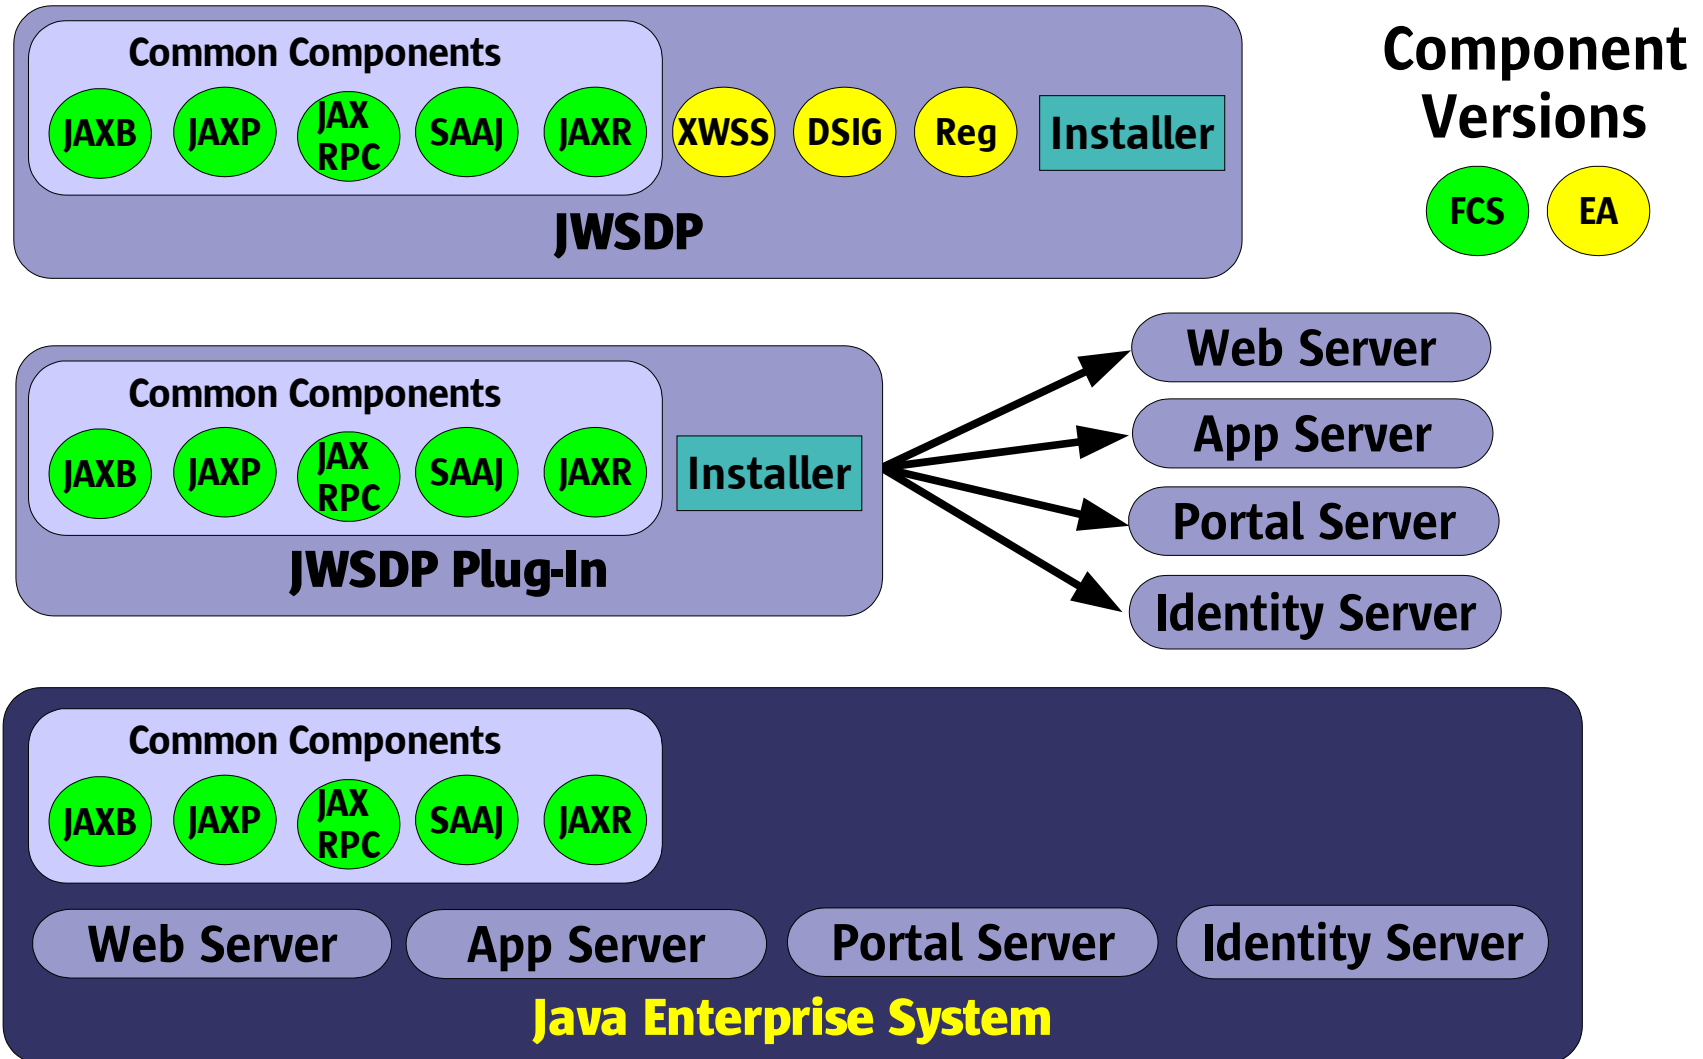 Common Components
JAXB
JAXP
JAX
RPC
SAAJ
JAXR
XWSS
DSIG
Reg
Installer
JWSDP
Component
Versions
FCS
EA
Common Components
JAXB
JAXP
JAX
RPC
SAAJ
JAXR
Installer
JWSDP Plug-In
Web Server
App Server
Portal Server
Identity Server
Common Components
JAXB
JAXP
JAX
RPC
SAAJ
JAXR
Web Server
App Server
Portal Server
Identity Server
Java Enterprise System